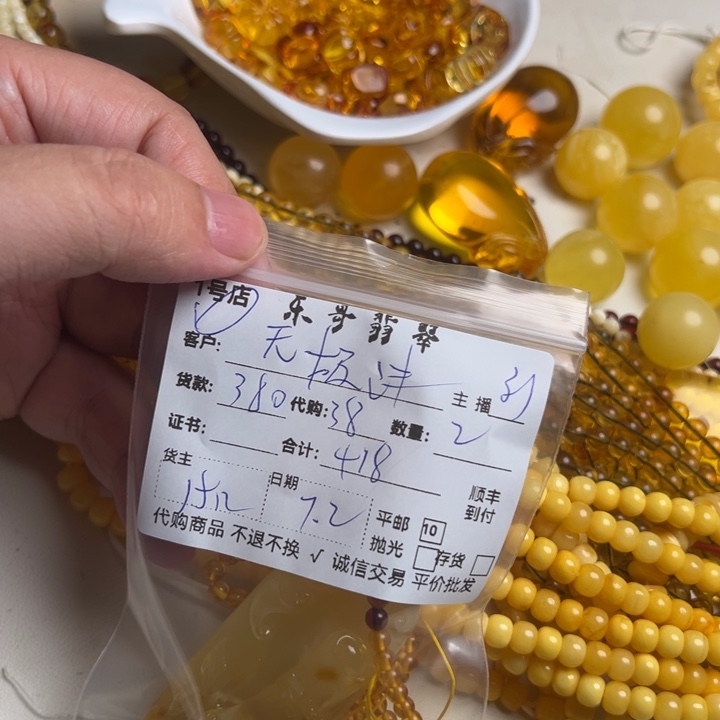 1号店 东哥翡翠
客户: 无极
主播
货款: 380 代购: 38 数量: 2
证书: 合计: 418
顺丰到付
货主 日期 7.2
平邮 10
抛光 存货
代购商品 不退不换 √ 诚信交易 平价批发